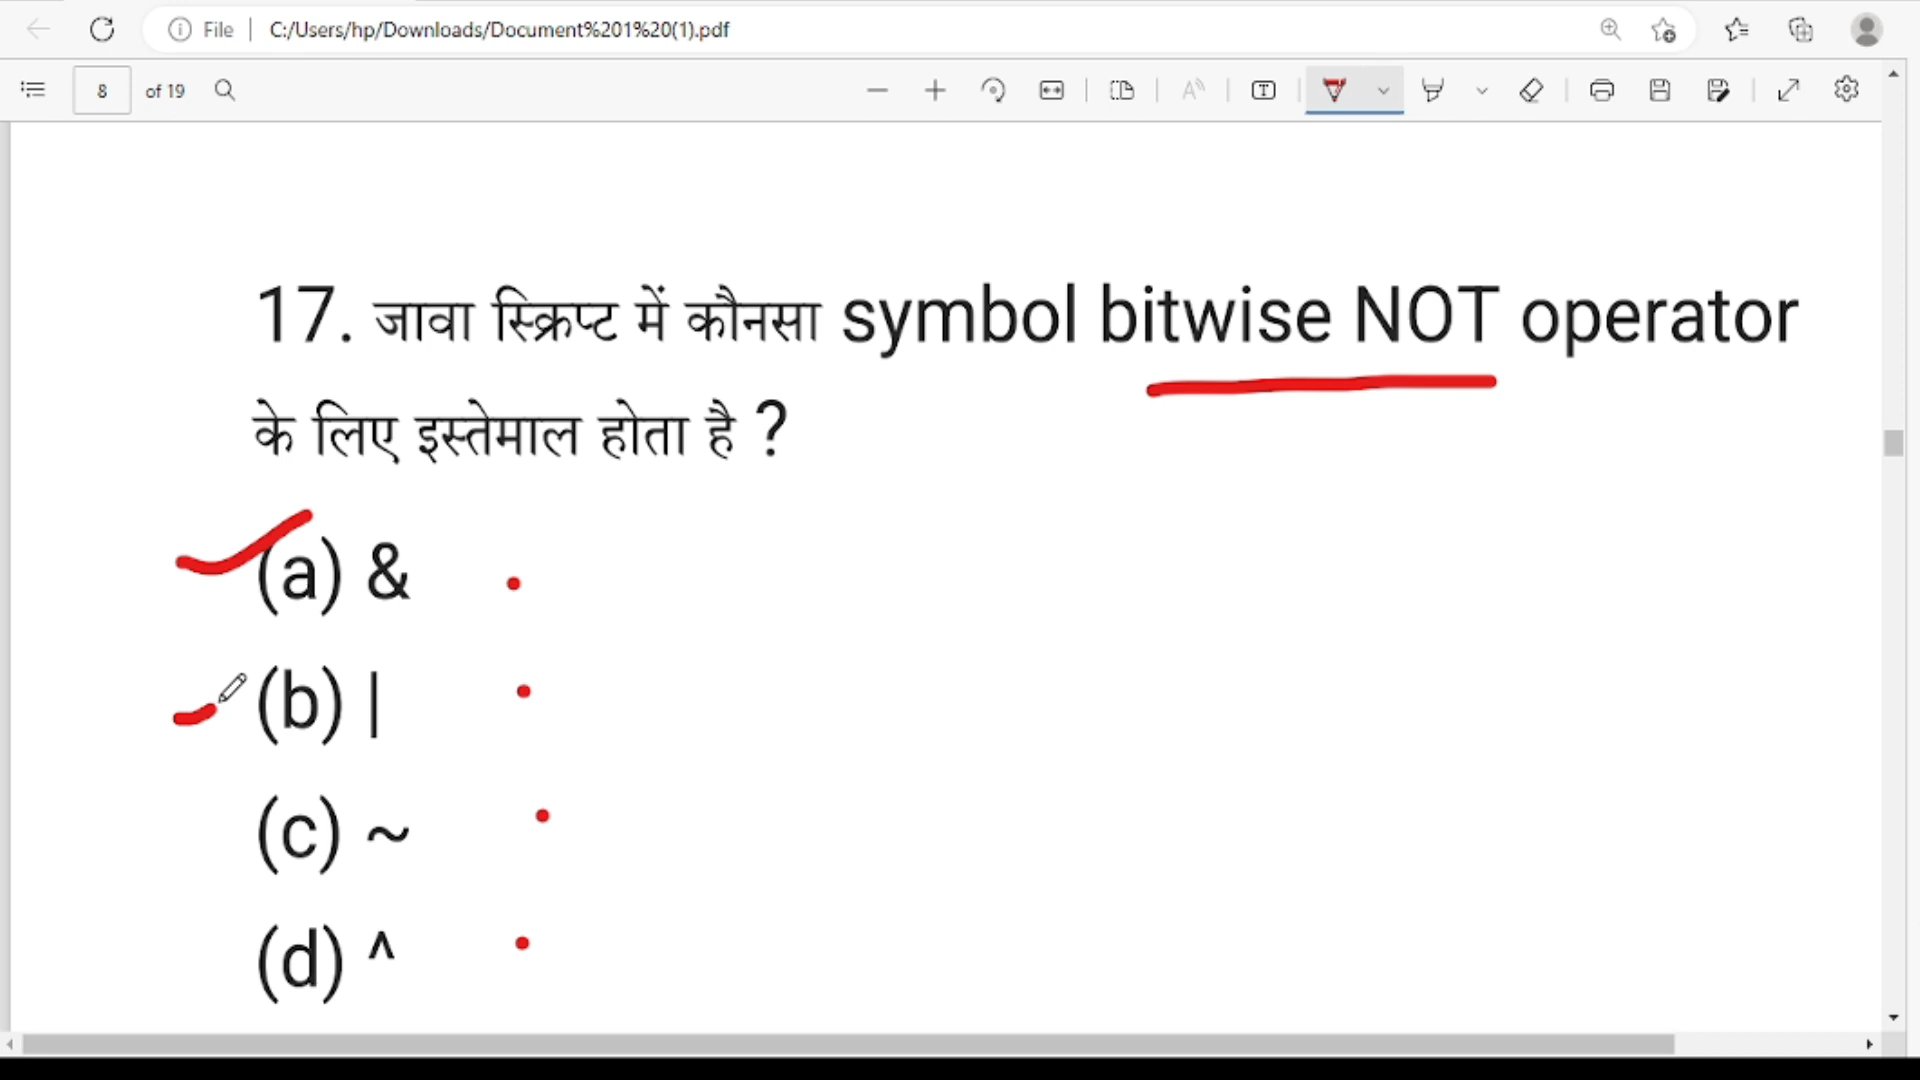 File
C:/Users/hp/Downloads/Document%201%20(1).pdf
8 of 19
17. जावा स्क्रिप्ट में कौनसा symbol bitwise NOT operator
के लिए इस्तेमाल होता है ?
(a) &
(b) |
(c) ~
(d) ^